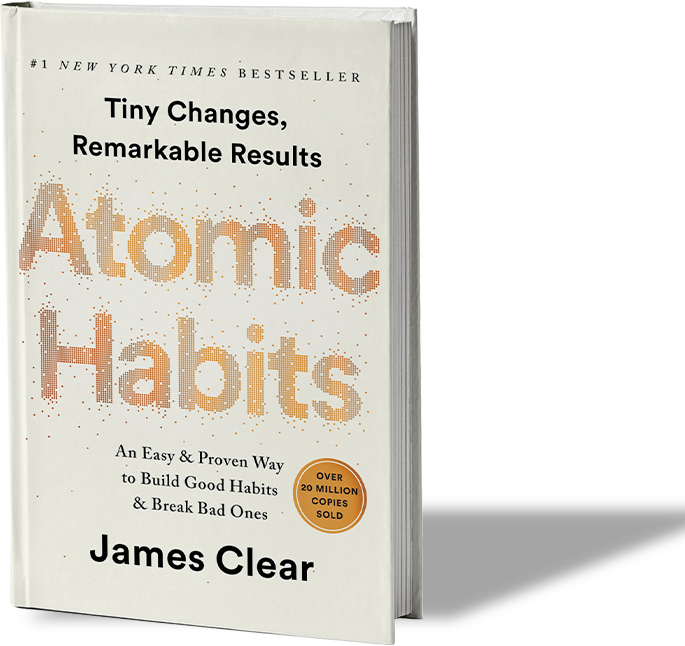 #1 NEW YORK TIMES BESTSELLER
Tiny Changes,
Remarkable Results
Atomic
Habits
An Easy & Proven Way
to Build Good Habits
& Break Bad Ones
OVER
20 MILLION
COPIES
SOLD
James Clear